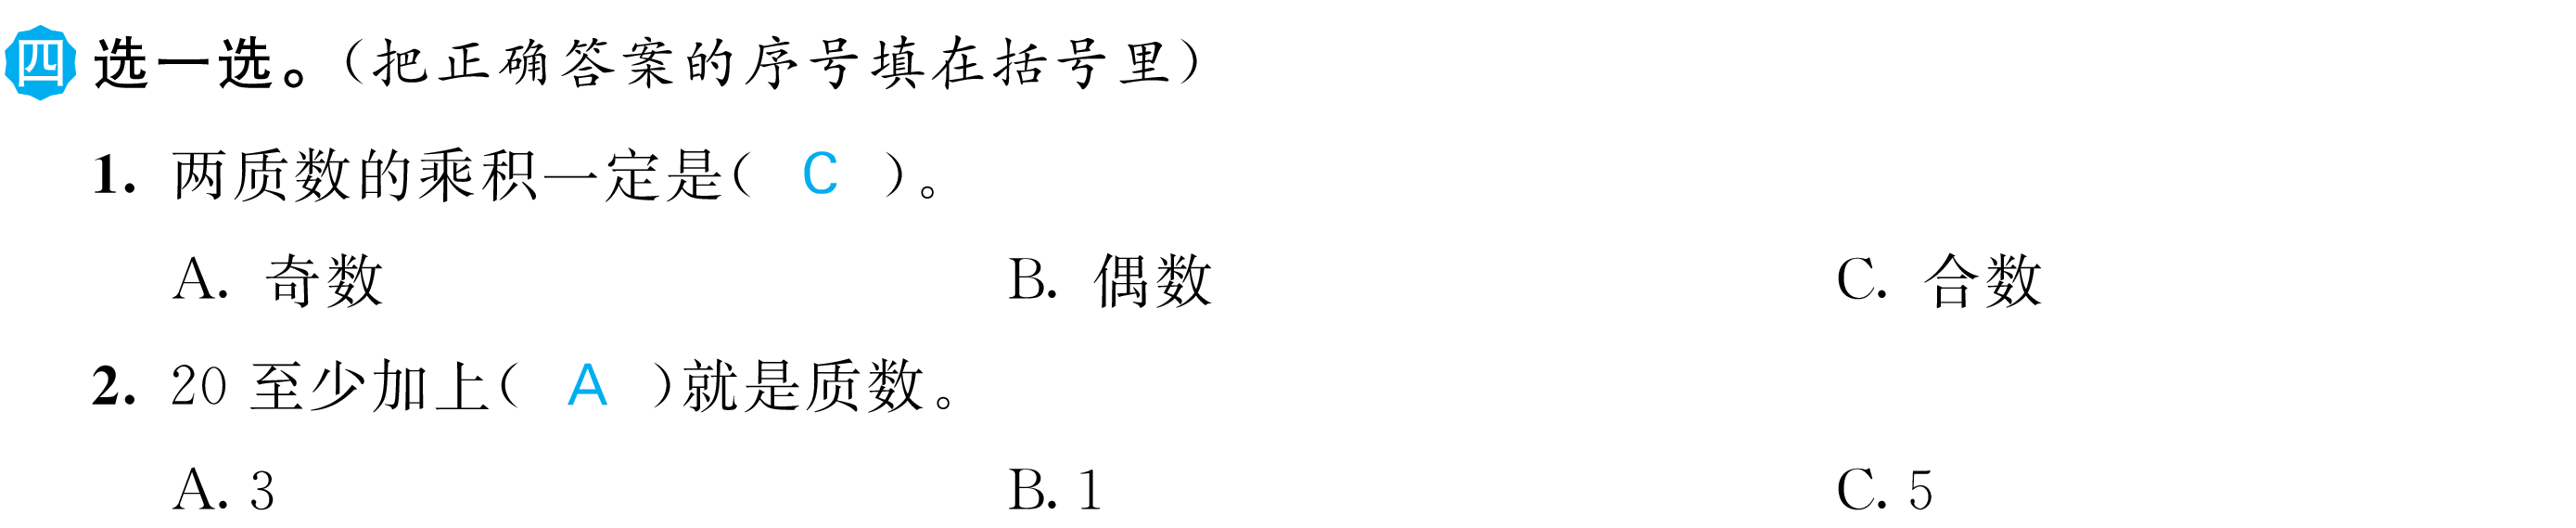 四 选一选。(把正确答案的序号填在括号里)
1. 两质数的乘积一定是( C )。
A. 奇数 B. 偶数 C. 合数
2. 20 至少加上( A )就是质数。
A. 3 B. 1 C. 5